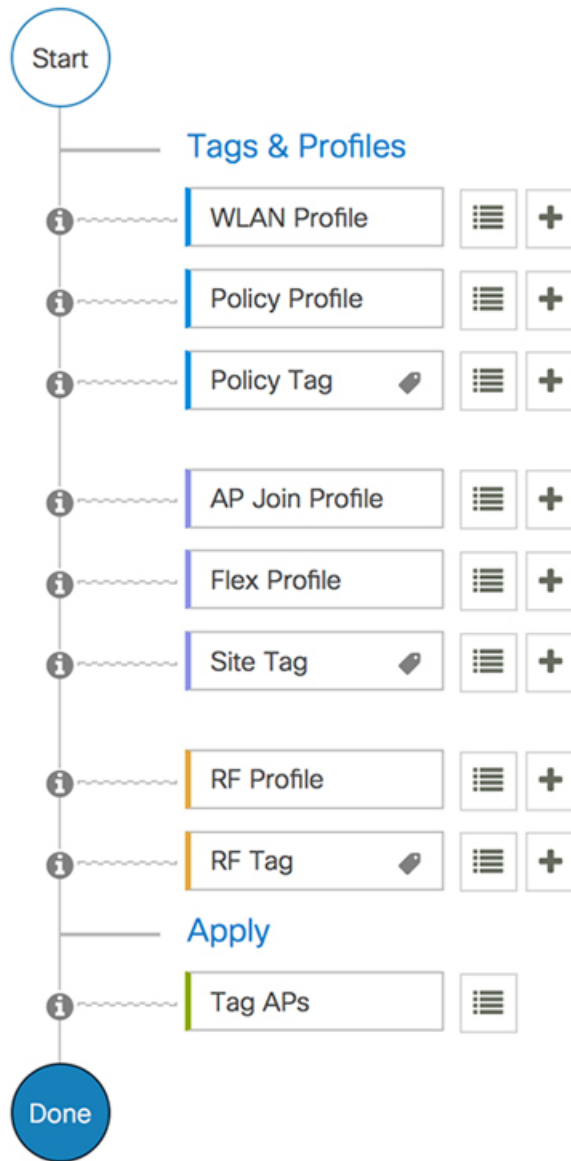 Start
Tags & Profiles
WLAN Profile
Policy Profile
Policy Tag
AP Join Profile
Flex Profile
Site Tag
RF Profile
RF Tag
Apply
Tag APs
Done